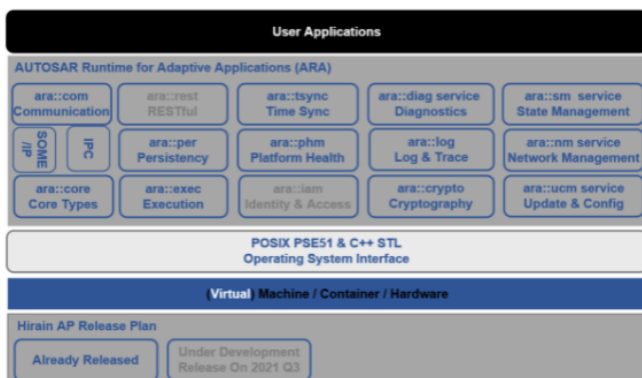 User Applications
AUTOSAR Runtime for Adaptive Applications (ARA)
ara::com
Communication
ara::rest
RESTful
ara::tsync
Time Sync
ara::diag service
Diagnostics
ara::sm service
State Management
SOME
/IP
IPC
ara::per
Persistency
ara::phm
Platform Health
ara::log
Log & Trace
ara::nm service
Network Management
ara::core
Core Types
ara::exec
Execution
ara::iam
Identity & Access
ara::crypto
Cryptography
ara::ucm service
Update & Config
POSIX PSE51 & C++ STL
Operating System Interface
(Virtual) Machine / Container / Hardware
Hirain AP Release Plan
Already Released
Under Development
Release On 2021 Q3